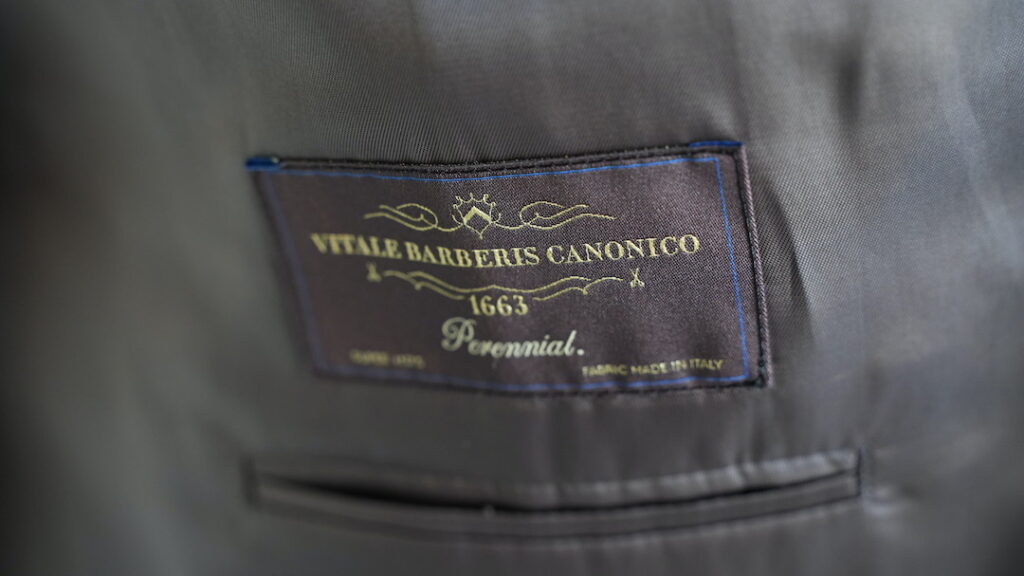 VITALE BARBERIS CANONICO
1663
Perennial.
FABRIC MADE IN ITALY